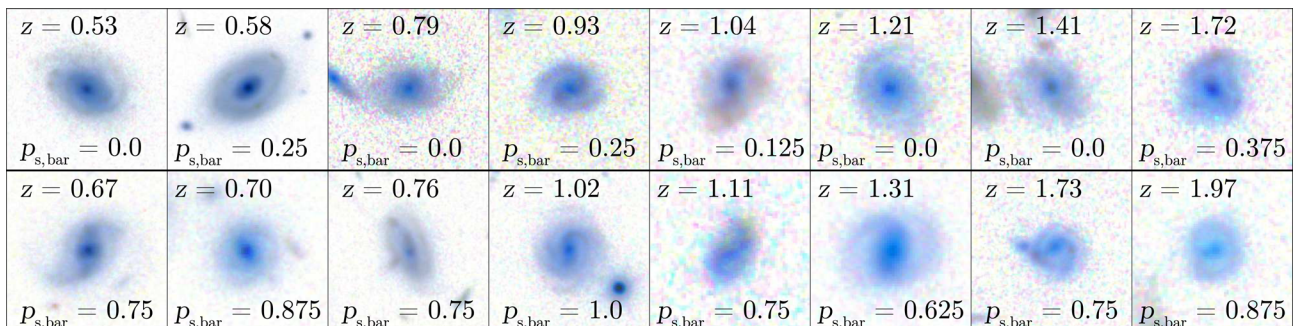 z = 0.53 z = 0.58 z = 0.79 z = 0.93 z = 1.04 z = 1.21 z = 1.41 z = 1.72
p_s,bar = 0.0 p_s,bar = 0.25 p_s,bar = 0.0 p_s,bar = 0.25 p_s,bar = 0.125 p_s,bar = 0.0 p_s,bar = 0.0 p_s,bar = 0.375
z = 0.67 z = 0.70 z = 0.76 z = 1.02 z = 1.11 z = 1.31 z = 1.73 z = 1.97
p_s,bar = 0.75 p_s,bar = 0.875 p_s,bar = 0.75 p_s,bar = 1.0 p_s,bar = 0.75 p_s,bar = 0.625 p_s,bar = 0.75 p_s,bar = 0.875